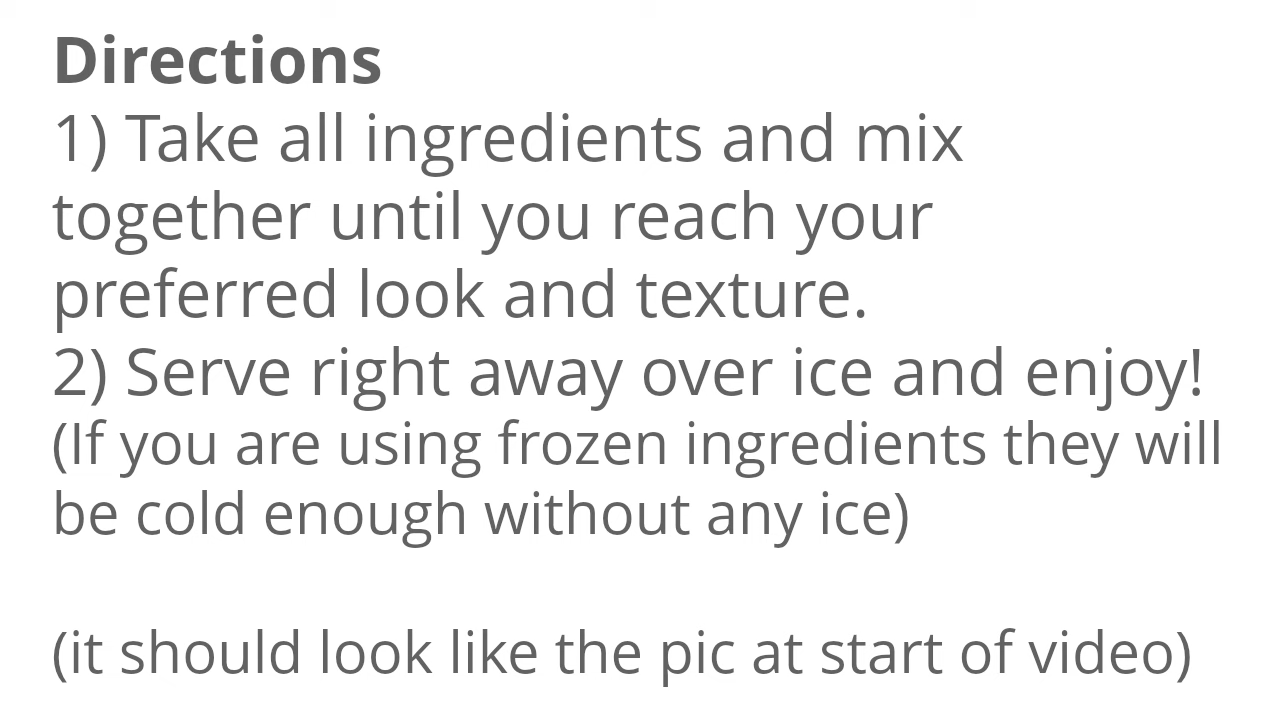 Directions
1) Take all ingredients and mix
together until you reach your
preferred look and texture.
2) Serve right away over ice and enjoy!
(If you are using frozen ingredients they will
be cold enough without any ice)
(it should look like the pic at start of video)